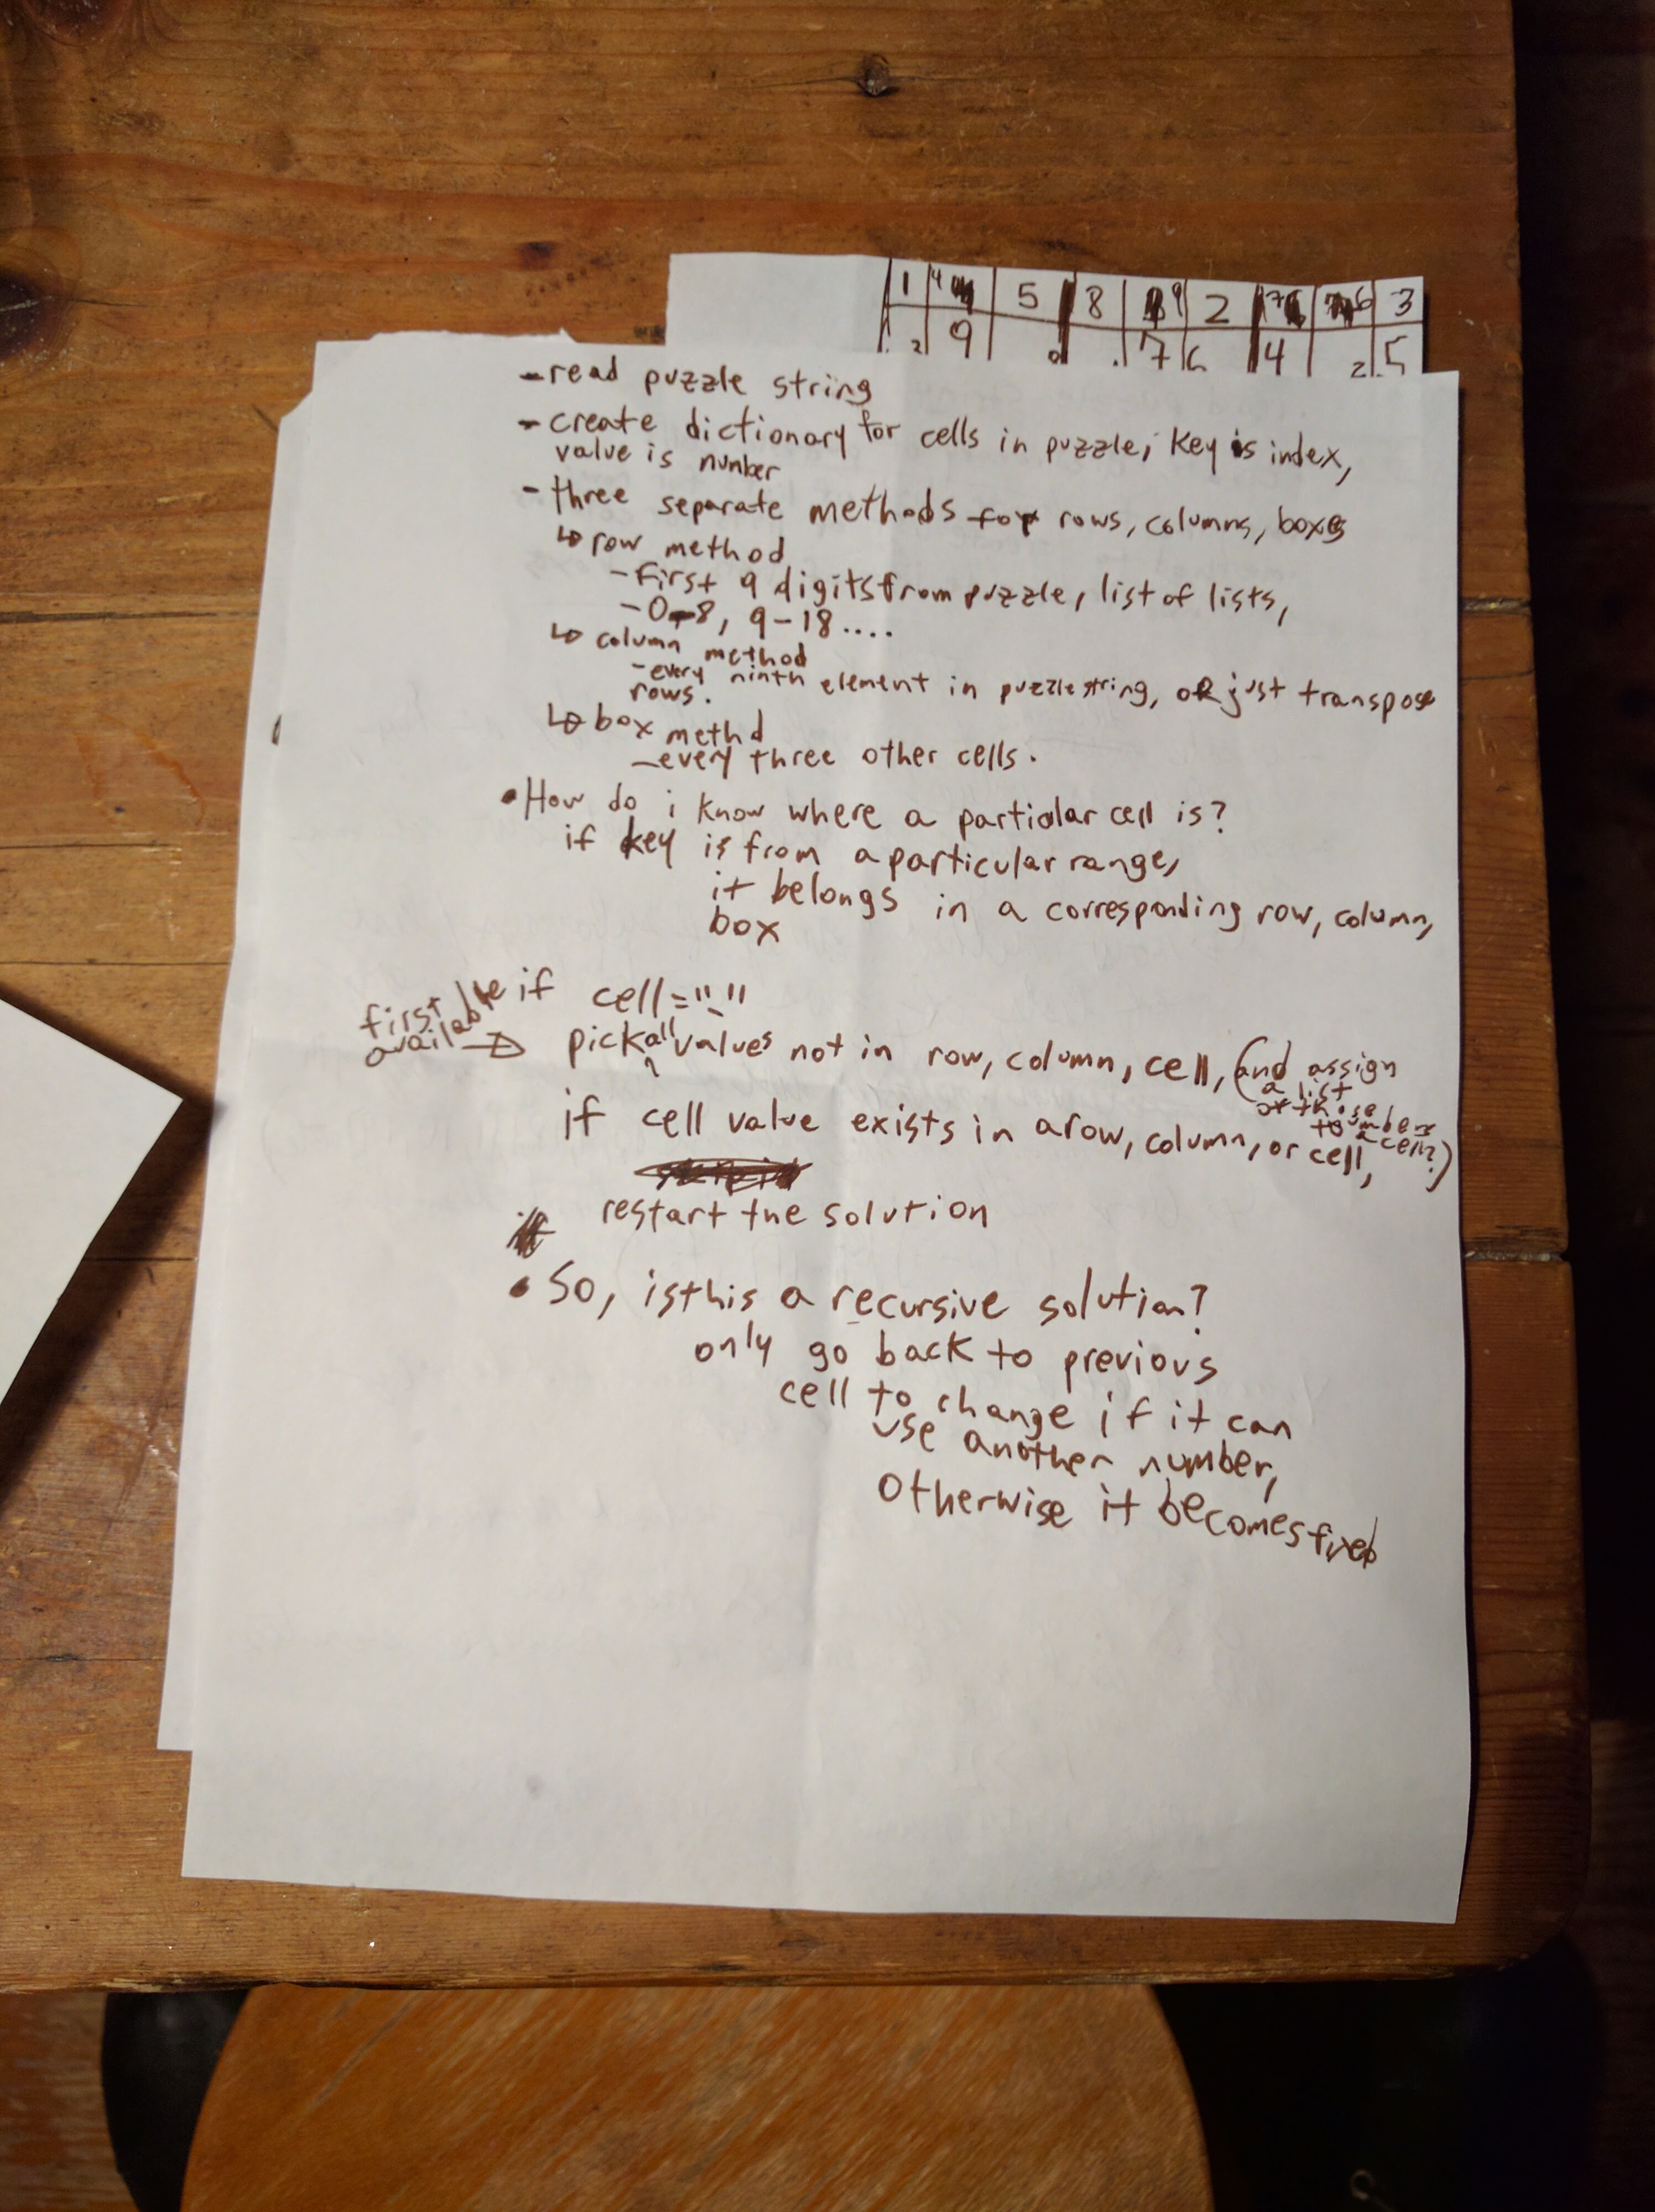 1 4 5 8 9 2 7 6 3
2 9 . 7 6 4 2 5
- read puzzle string
- create dictionary for cells in puzzle; Key is index,
value is number
- three separate methods for rows, columns, boxes
↳ row method
- First 9 digits from puzzle, list of lists,
- 0-8, 9-18....
↳ column method
- every ninth element in puzzle string, or just transpose
rows.
↳ box methd
- every three other cells.
• How do i know where a particlar cell is?
if key is from a particular range,
it belongs in a corresponding row, column,
box
first available → if cell = "-"
pick all values not in row, column, cell, (and assign
a list
of those
numbers
to a cell?)
if cell value exists in a row, column, or cell,
restart the solution
• So, is this a recursive solution?
only go back to previous
cell to change if it can
use another number,
otherwise it becomes fixed